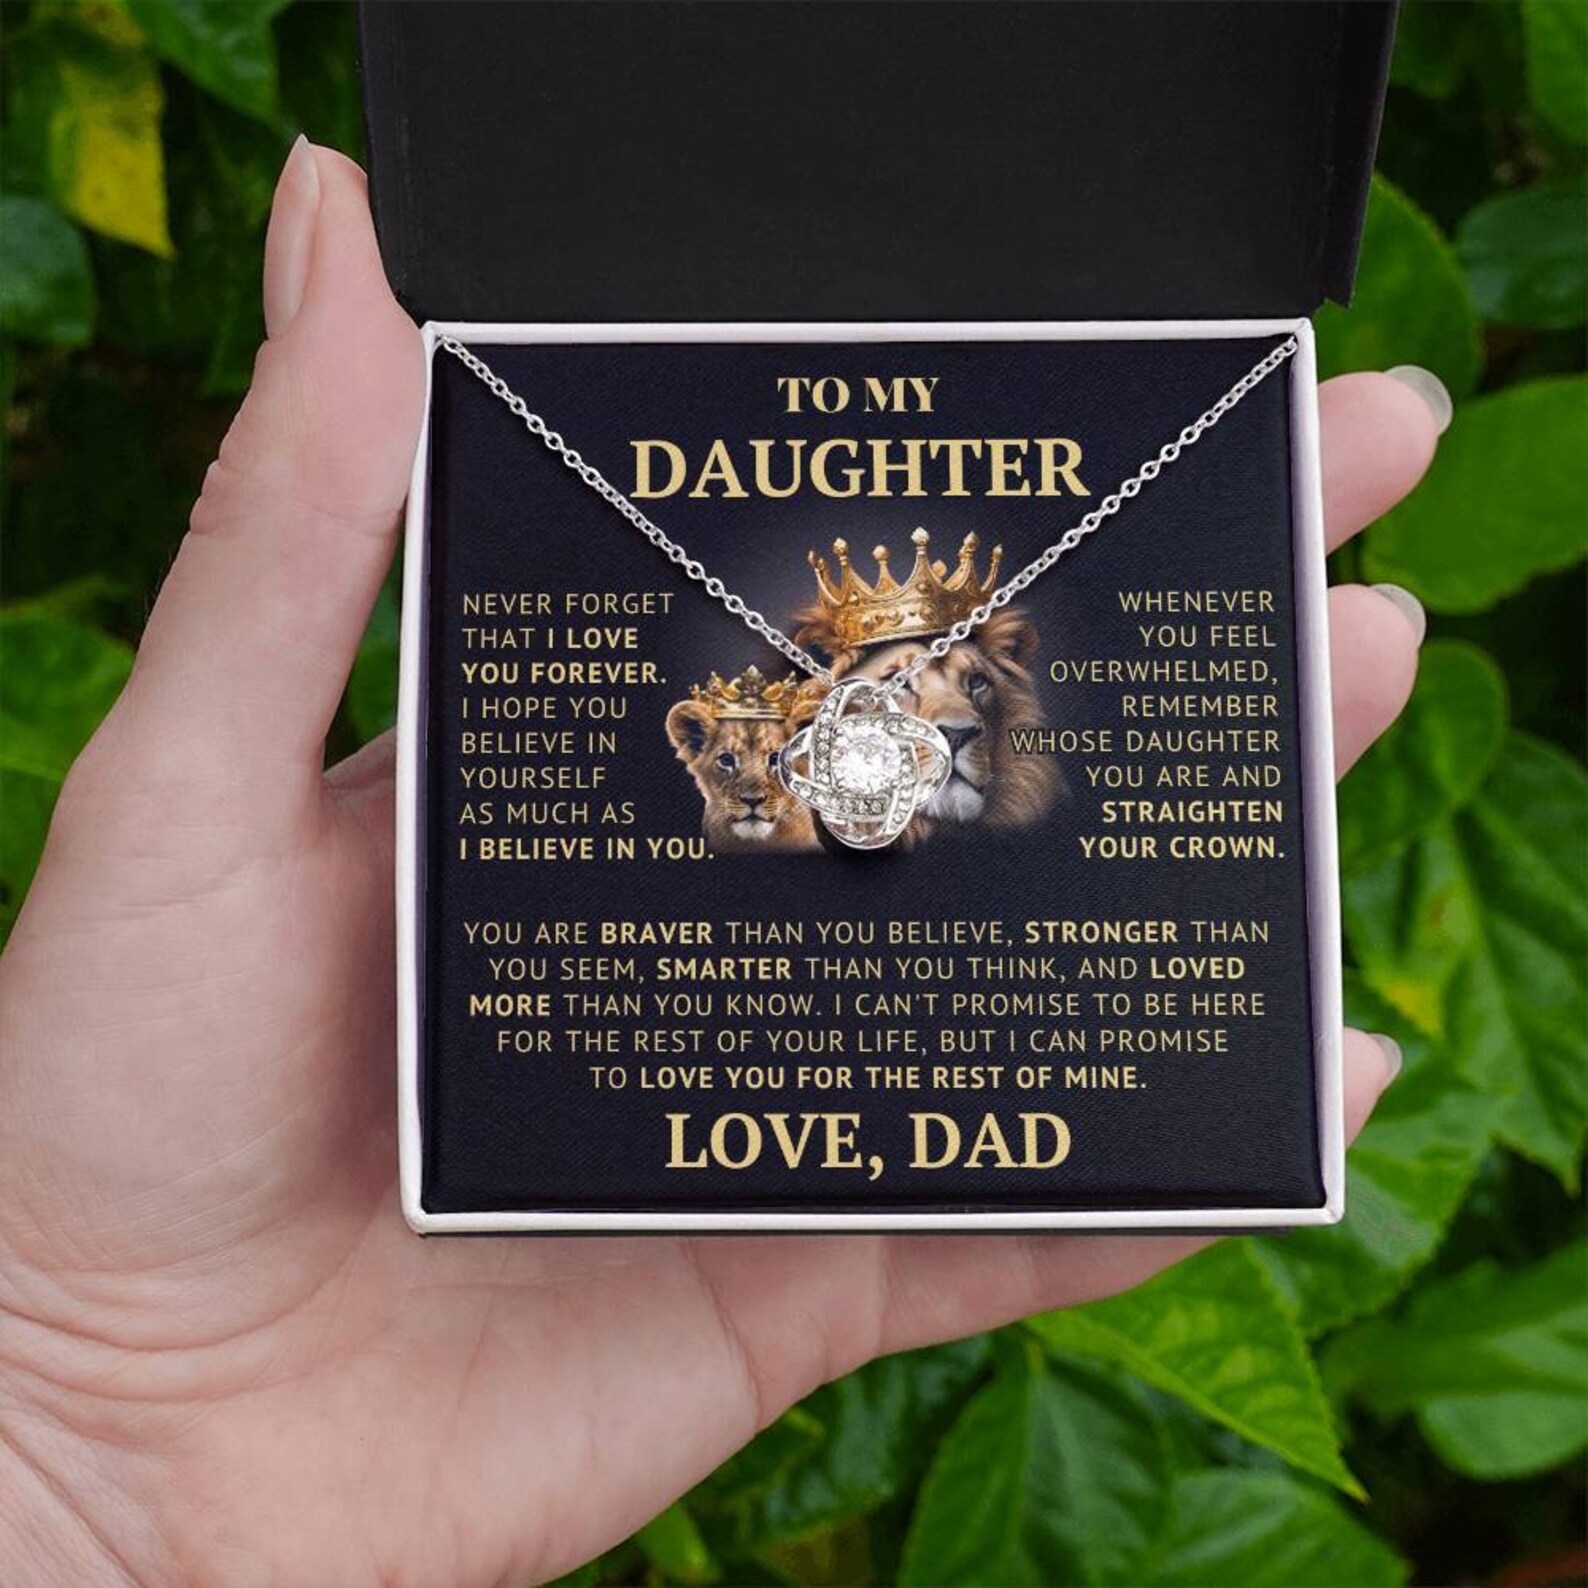 TO MY
DAUGHTER
NEVER FORGET
THAT I LOVE
YOU FOREVER.
I HOPE YOU
BELIEVE IN
YOURSELF
AS MUCH AS
I BELIEVE IN YOU.
WHENEVER
YOU FEEL
OVERWHELMED,
REMEMBER
WHOSE DAUGHTER
YOU ARE AND
STRAIGHTEN
YOUR CROWN.
YOU ARE BRAVER THAN YOU BELIEVE, STRONGER THAN
YOU SEEM, SMARTER THAN YOU THINK, AND LOVED
MORE THAN YOU KNOW. I CAN'T PROMISE TO BE HERE
FOR THE REST OF YOUR LIFE, BUT I CAN PROMISE
TO LOVE YOU FOR THE REST OF MINE.
LOVE, DAD